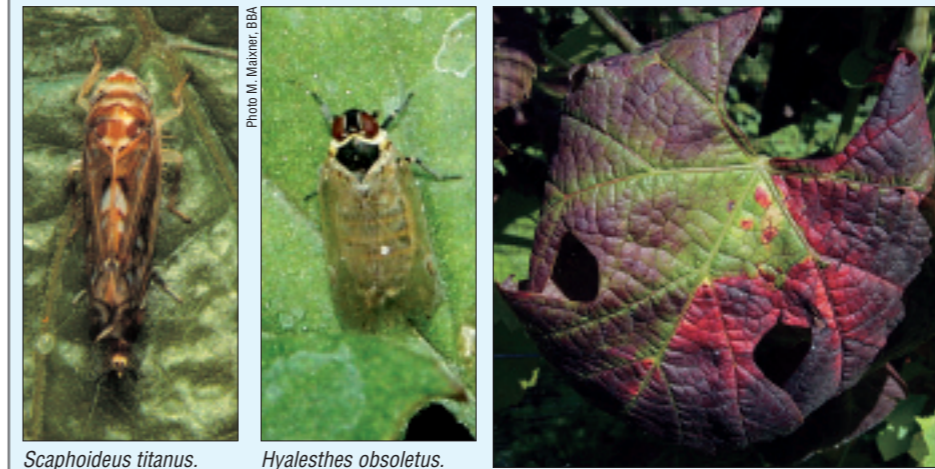 Photo M. Maixner, BBA
Scaphoideus titanus.
Hyalesthes obsoletus.